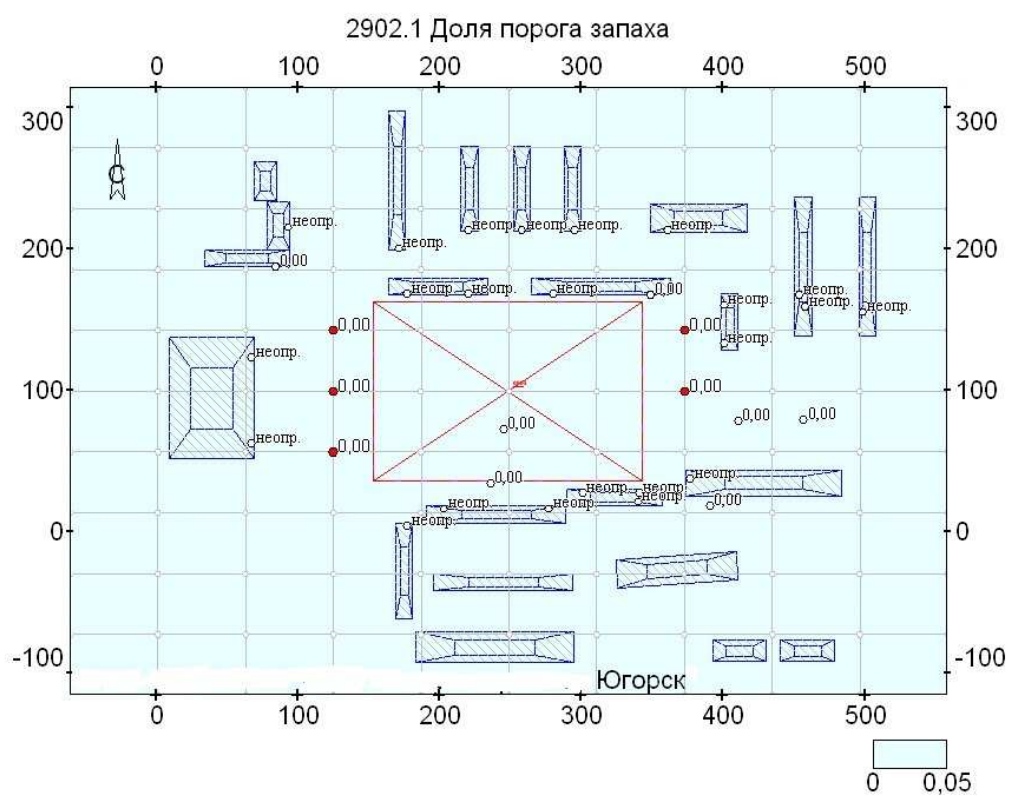 2902.1 Доля порога запаха
0 100 200 300 400 500
300 300
С
неопр. неопр. неопр. неопр. неопр. неопр.
200 200
неопр.
0,00
неопр. неопр. неопр. 0,00 неопр. неопр.
неопр. неопр.
0,00 0,00
неопр.
неопр.
100 0,00 0,00 100
0,00 0,00 0,00
0,00
неопр.
0,00 неопр.
неопр. неопр.
неопр. неопр. неопр. 0,00
неопр.
0 0
-100 -100
Югорск
0 100 200 300 400 500
0 0,05